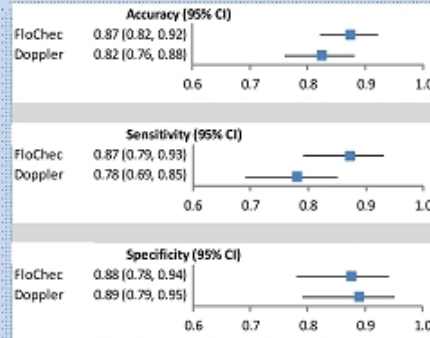 Accuracy (95% CI)
FloChec 0.87 (0.82, 0.92)
Doppler 0.82 (0.76, 0.88)
0.6 0.7 0.8 0.9 1.0
Sensitivity (95% CI)
FloChec 0.87 (0.79, 0.93)
Doppler 0.78 (0.69, 0.85)
0.6 0.7 0.8 0.9 1.0
Specificity (95% CI)
FloChec 0.88 (0.78, 0.94)
Doppler 0.89 (0.79, 0.95)
0.6 0.7 0.8 0.9 1.0